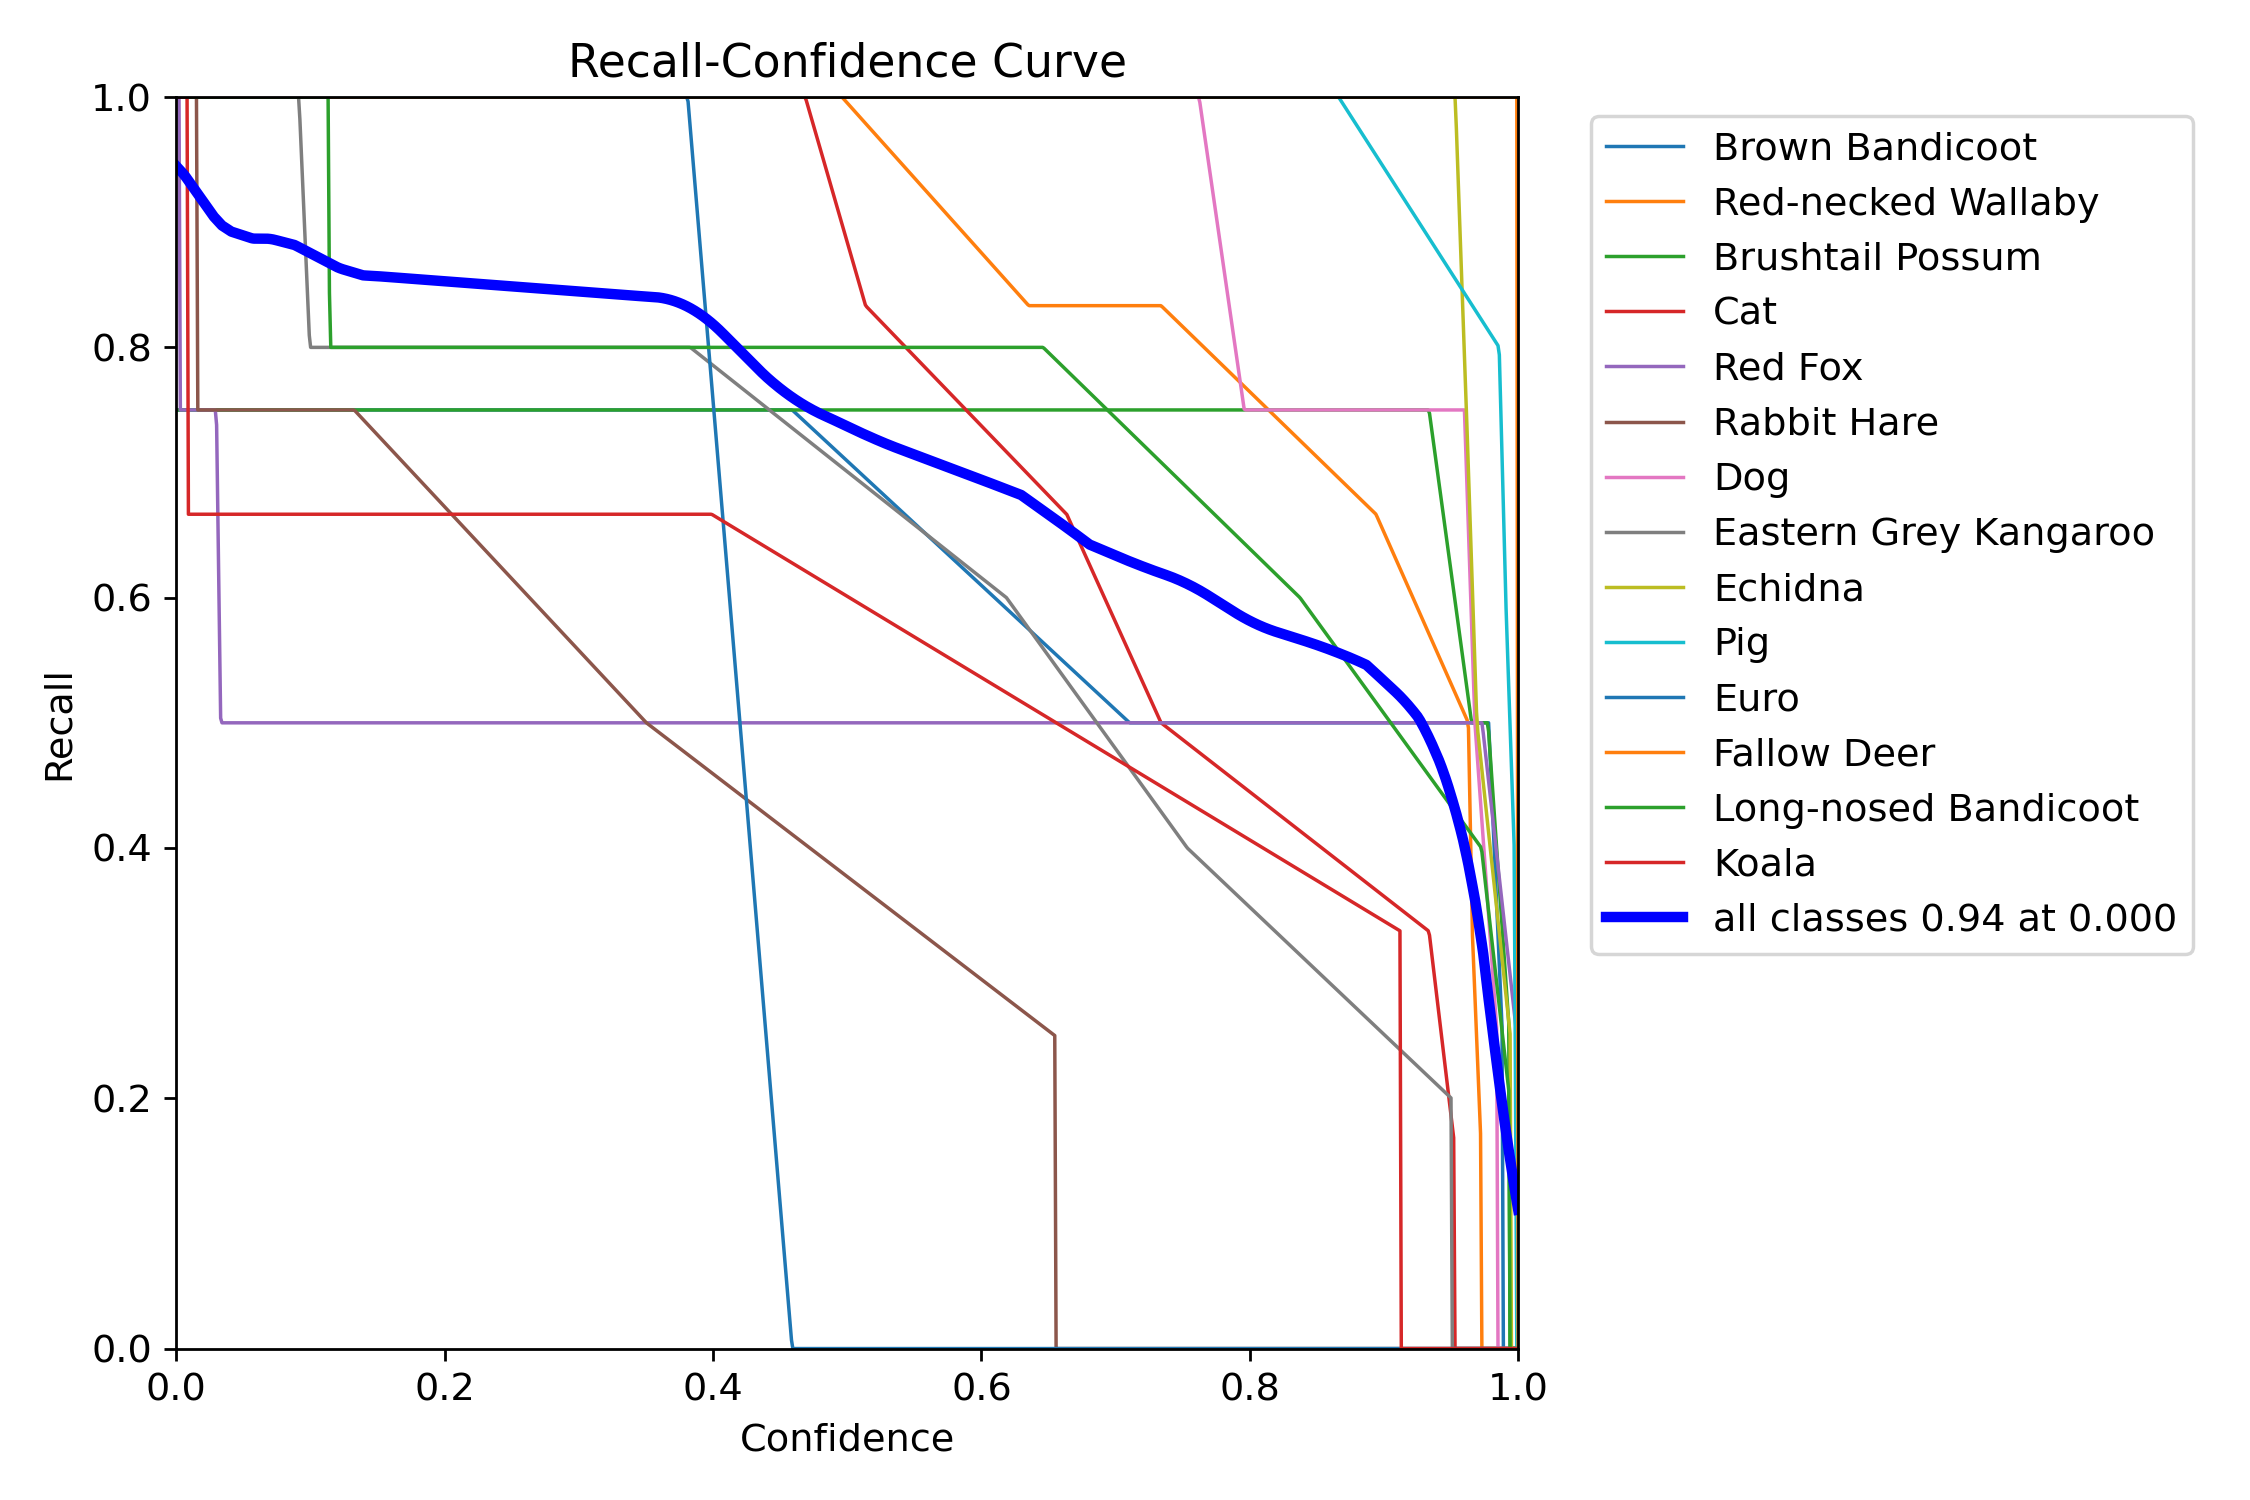 Recall-Confidence Curve
1.0
0.8
0.6
0.4
0.2
0.0
Recall
0.0 0.2 0.4 0.6 0.8 1.0
Confidence
Brown Bandicoot
Red-necked Wallaby
Brushtail Possum
Cat
Red Fox
Rabbit Hare
Dog
Eastern Grey Kangaroo
Echidna
Pig
Euro
Fallow Deer
Long-nosed Bandicoot
Koala
all classes 0.94 at 0.000